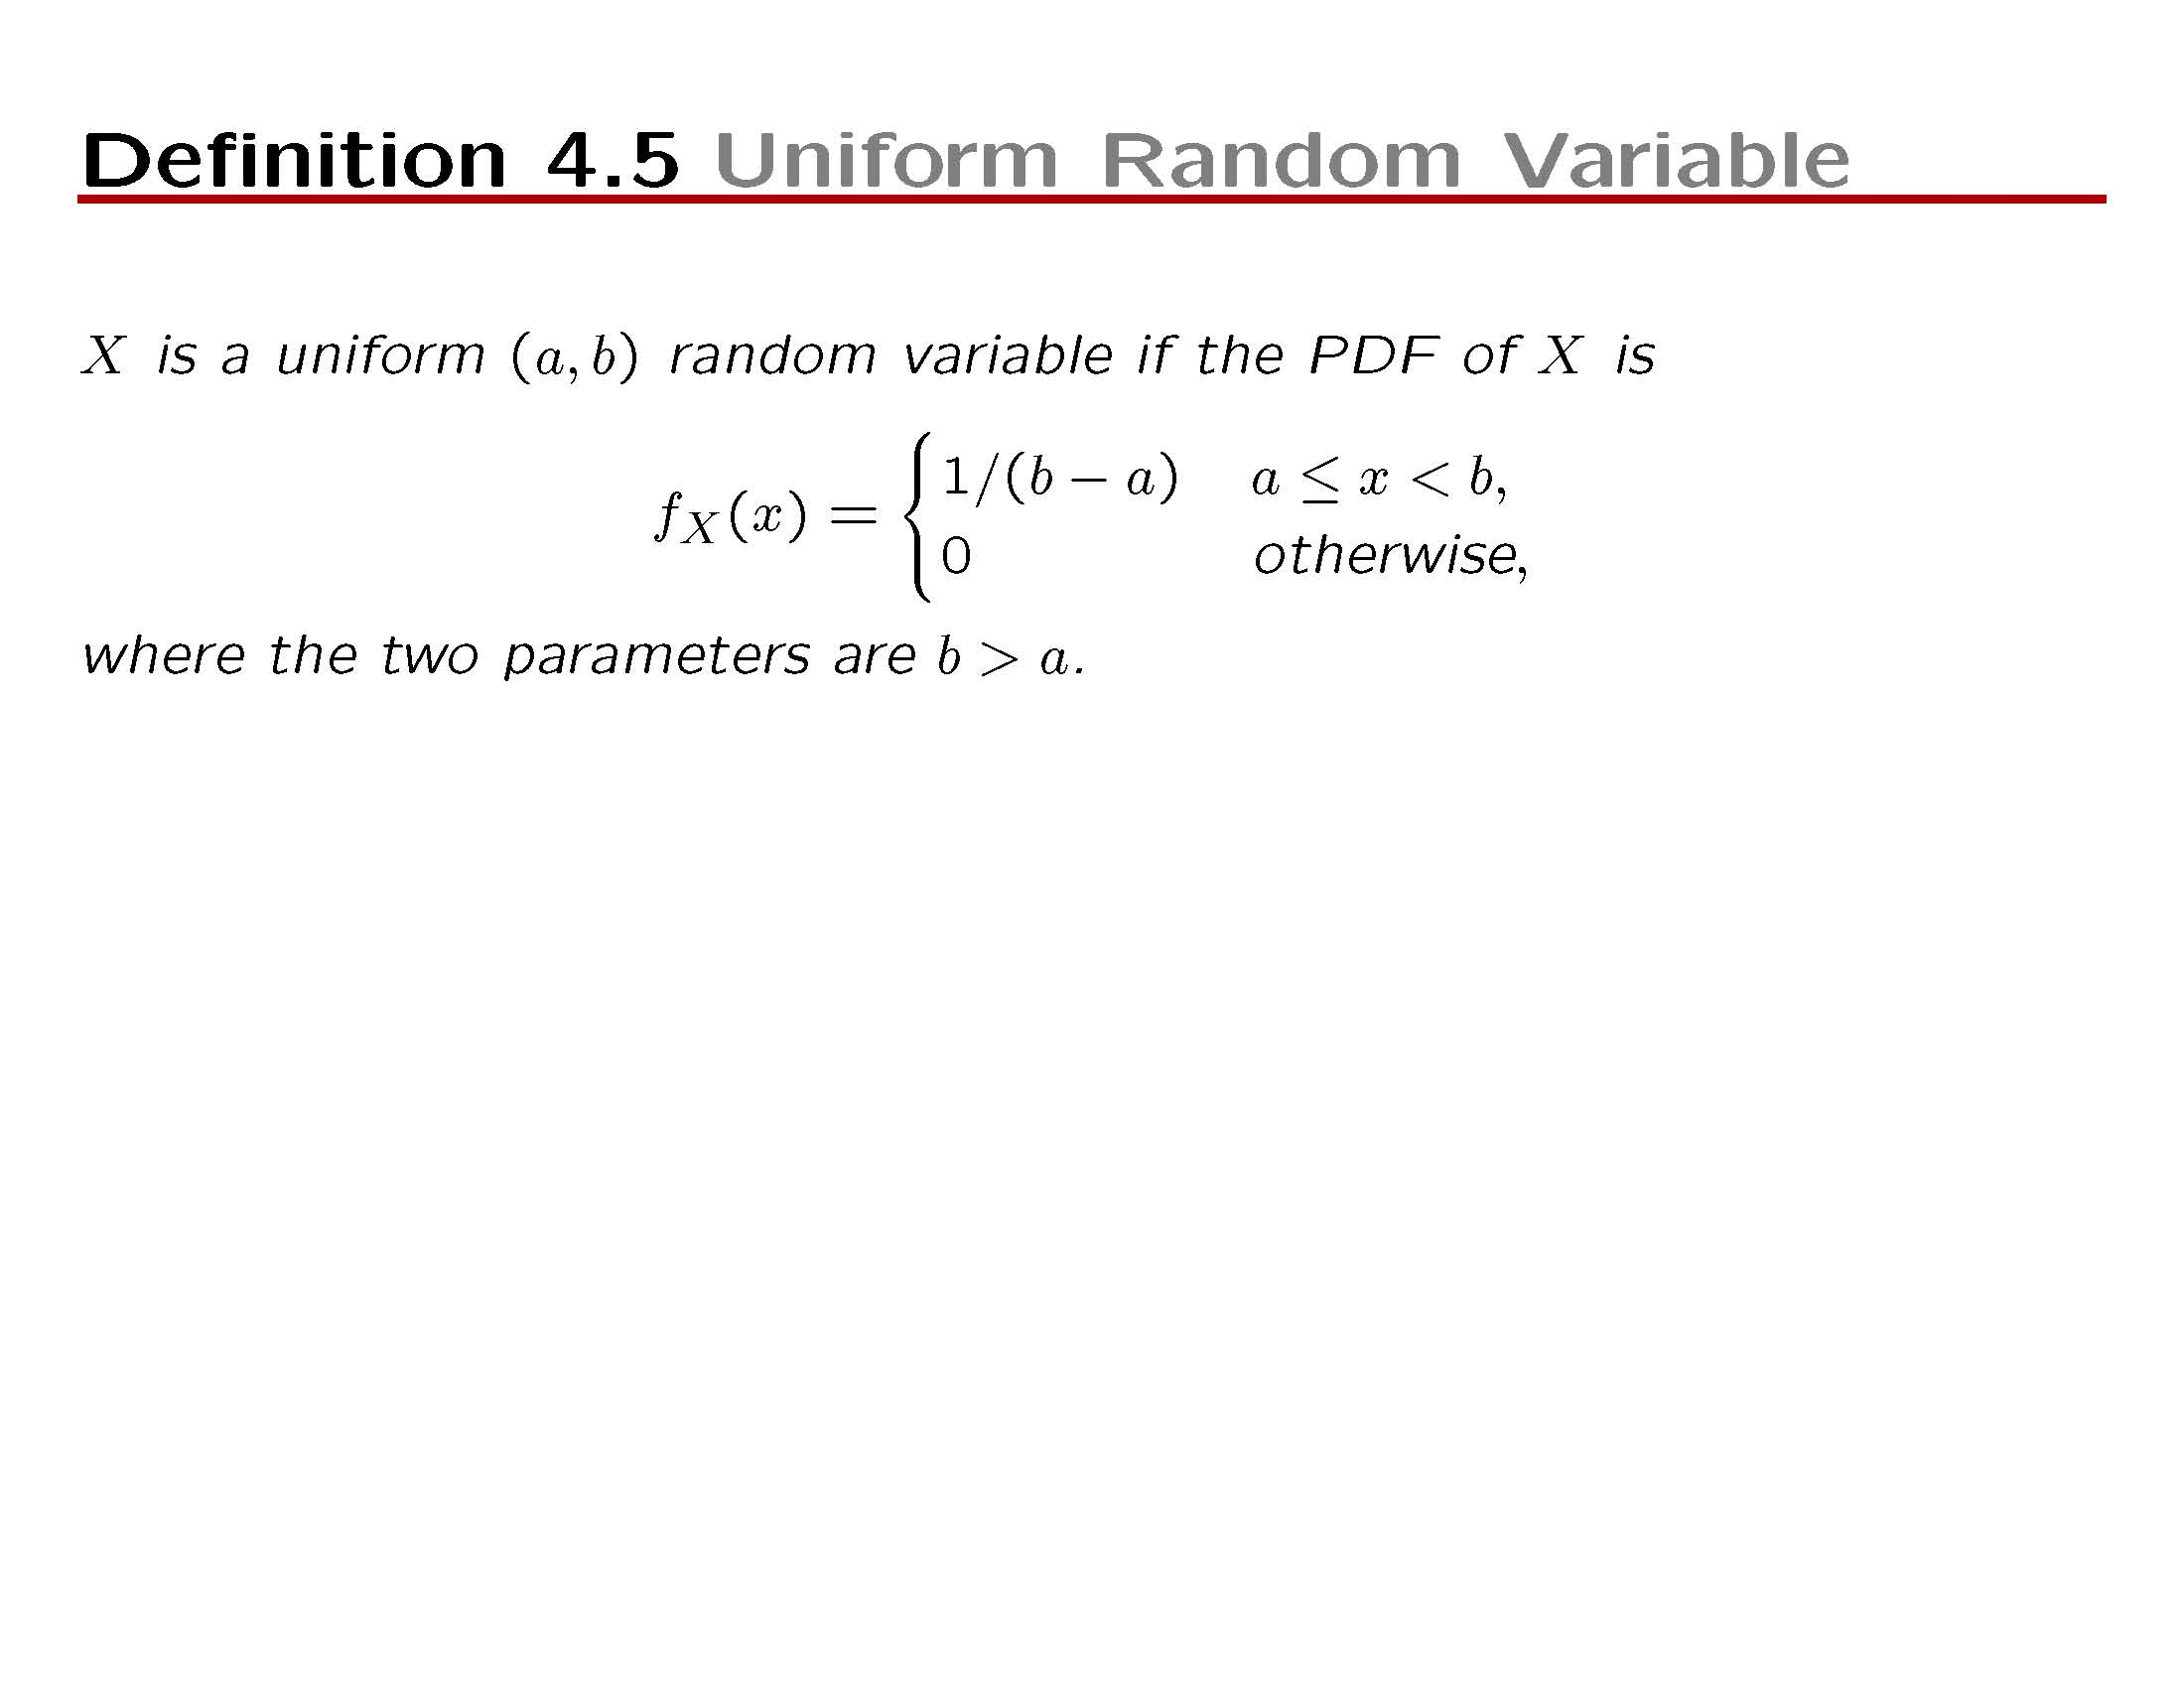 Definition 4.5 Uniform Random Variable
X is a uniform (a, b) random variable if the PDF of X is
f_X(x) = { 1/(b − a)   a ≤ x < b,
0   otherwise,
where the two parameters are b > a.